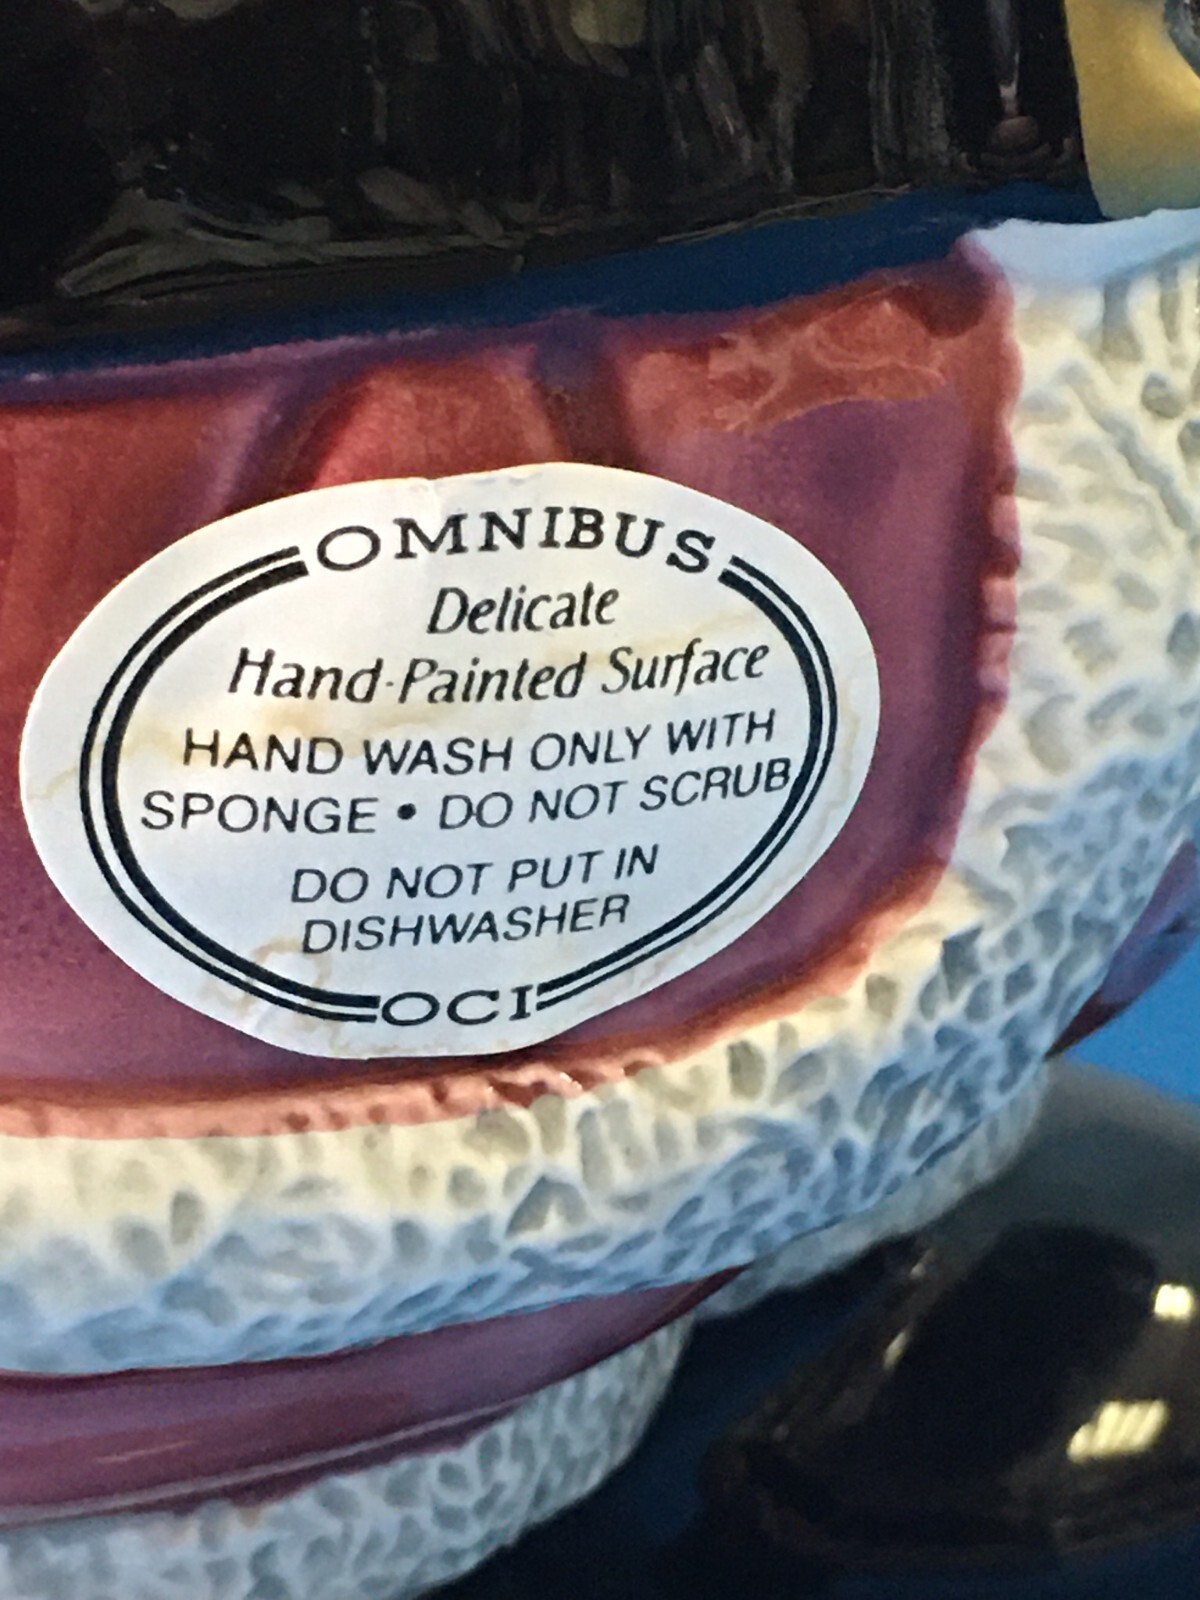 OMNIBUS
Delicate
Hand-Painted Surface
HAND WASH ONLY WITH
SPONGE • DO NOT SCRUB
DO NOT PUT IN
DISHWASHER
OCI